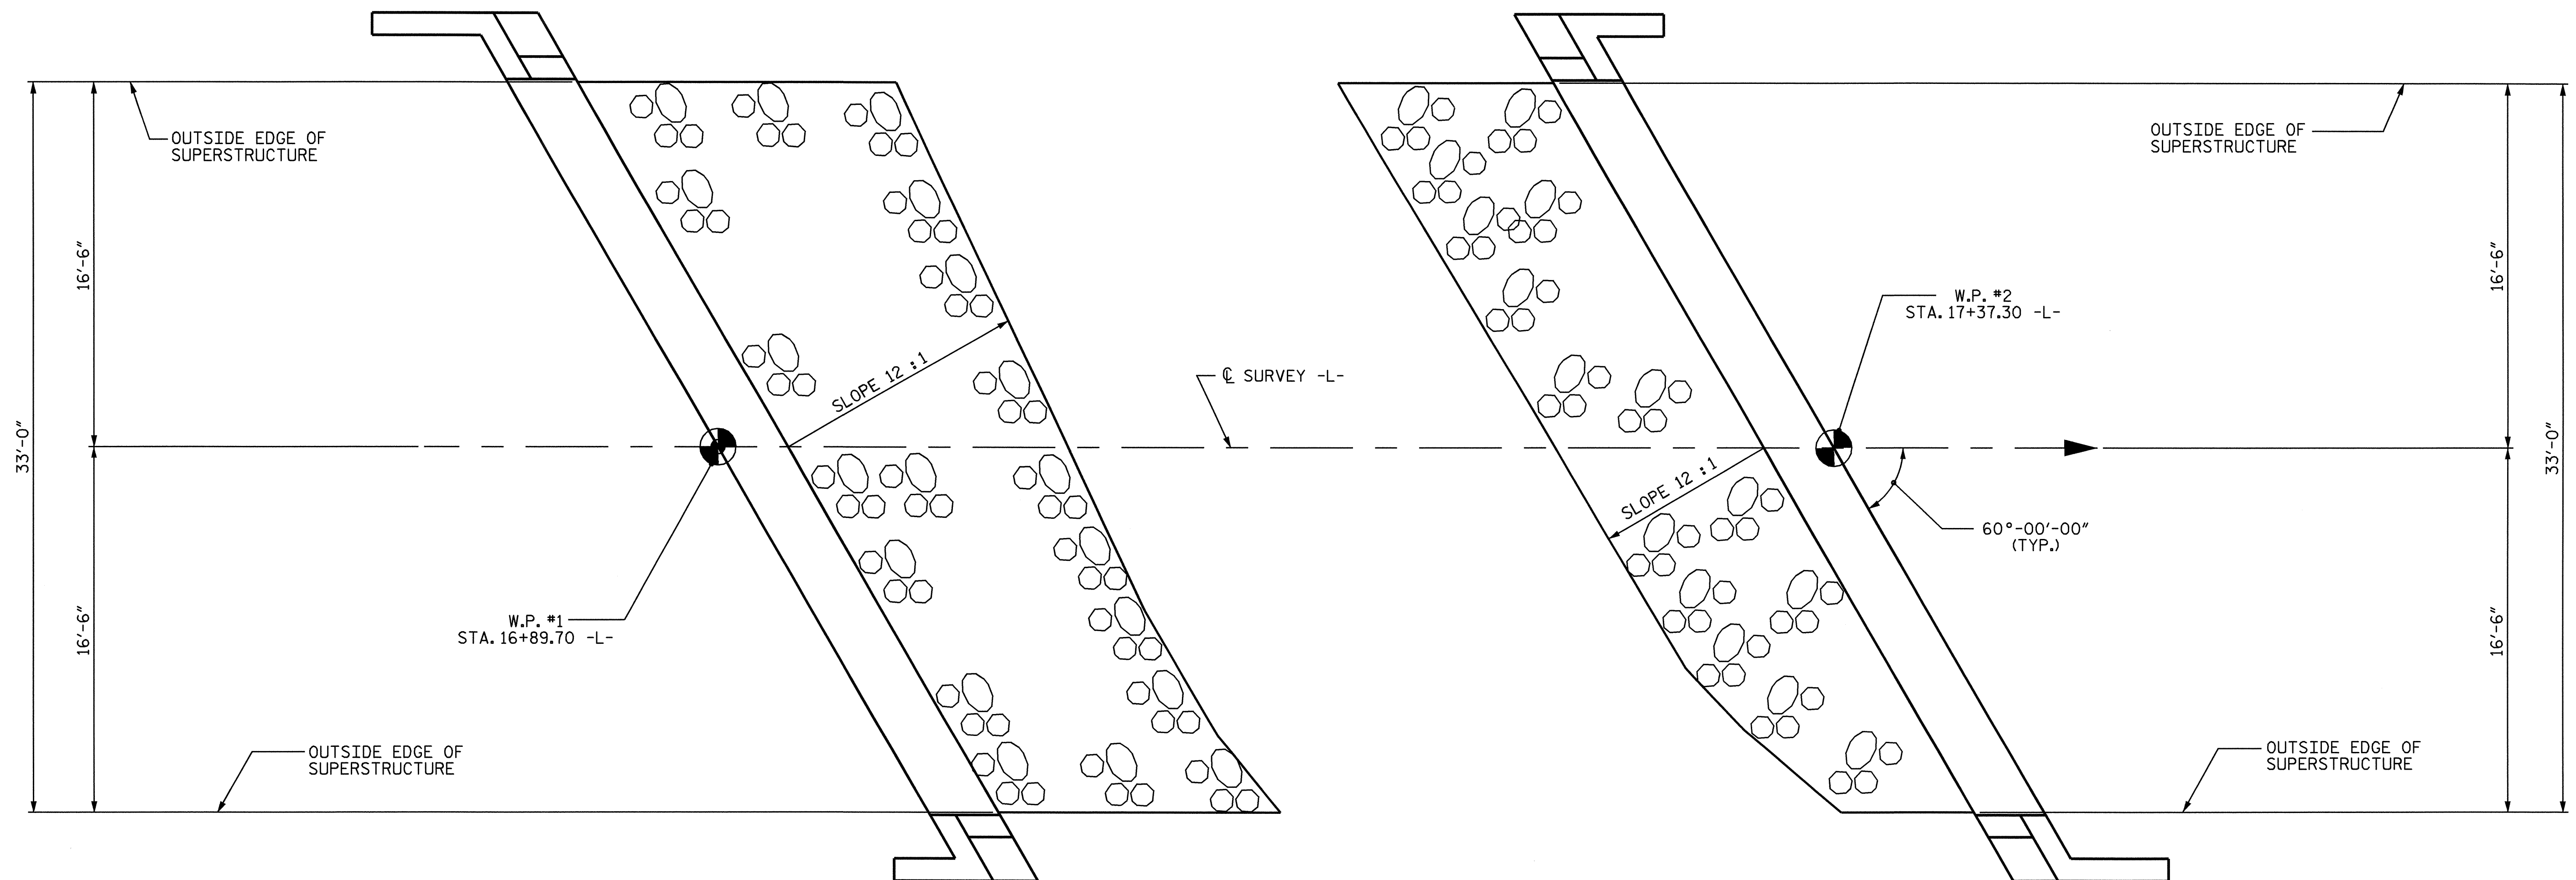 OUTSIDE EDGE OF
SUPERSTRUCTURE
OUTSIDE EDGE OF
SUPERSTRUCTURE
16'-6"
16'-6"
33'-0"
W.P. #2
STA. 17+37.30 -L-
SLOPE 12 : 1
℄ SURVEY -L-
33'-0"
SLOPE 12 : 1
60°-00'-00"
(TYP.)
W.P. #1
STA. 16+89.70 -L-
16'-6"
16'-6"
33'-0"
OUTSIDE EDGE OF
SUPERSTRUCTURE
OUTSIDE EDGE OF
SUPERSTRUCTURE